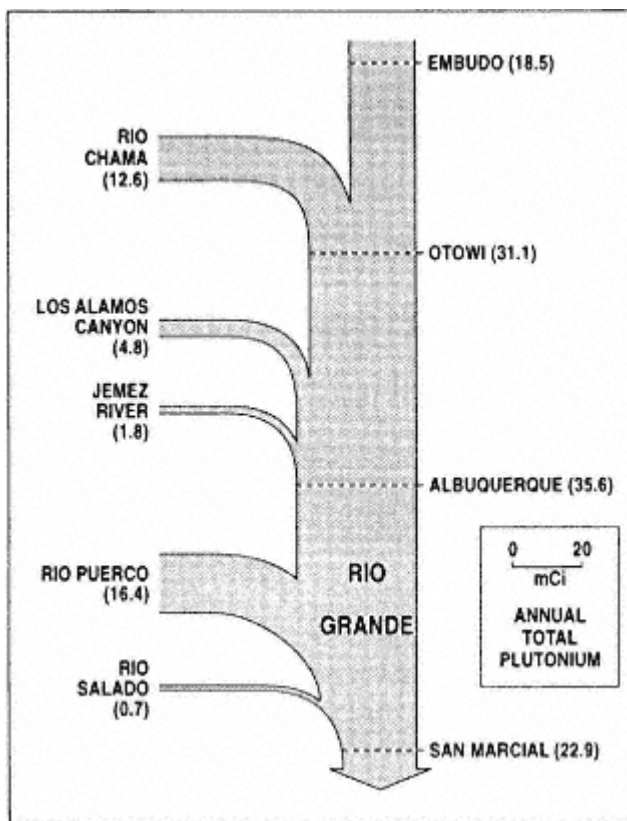 EMBUDO (18.5)
RIO
CHAMA
(12.6)
OTOWI (31.1)
LOS ALAMOS
CANYON
(4.8)
JEMEZ
RIVER
(1.8)
ALBUQUERQUE (35.6)
RIO PUERCO
(16.4)
RIO
GRANDE
0 20
mCi
ANNUAL
TOTAL
PLUTONIUM
RIO
SALADO
(0.7)
SAN MARCIAL (22.9)